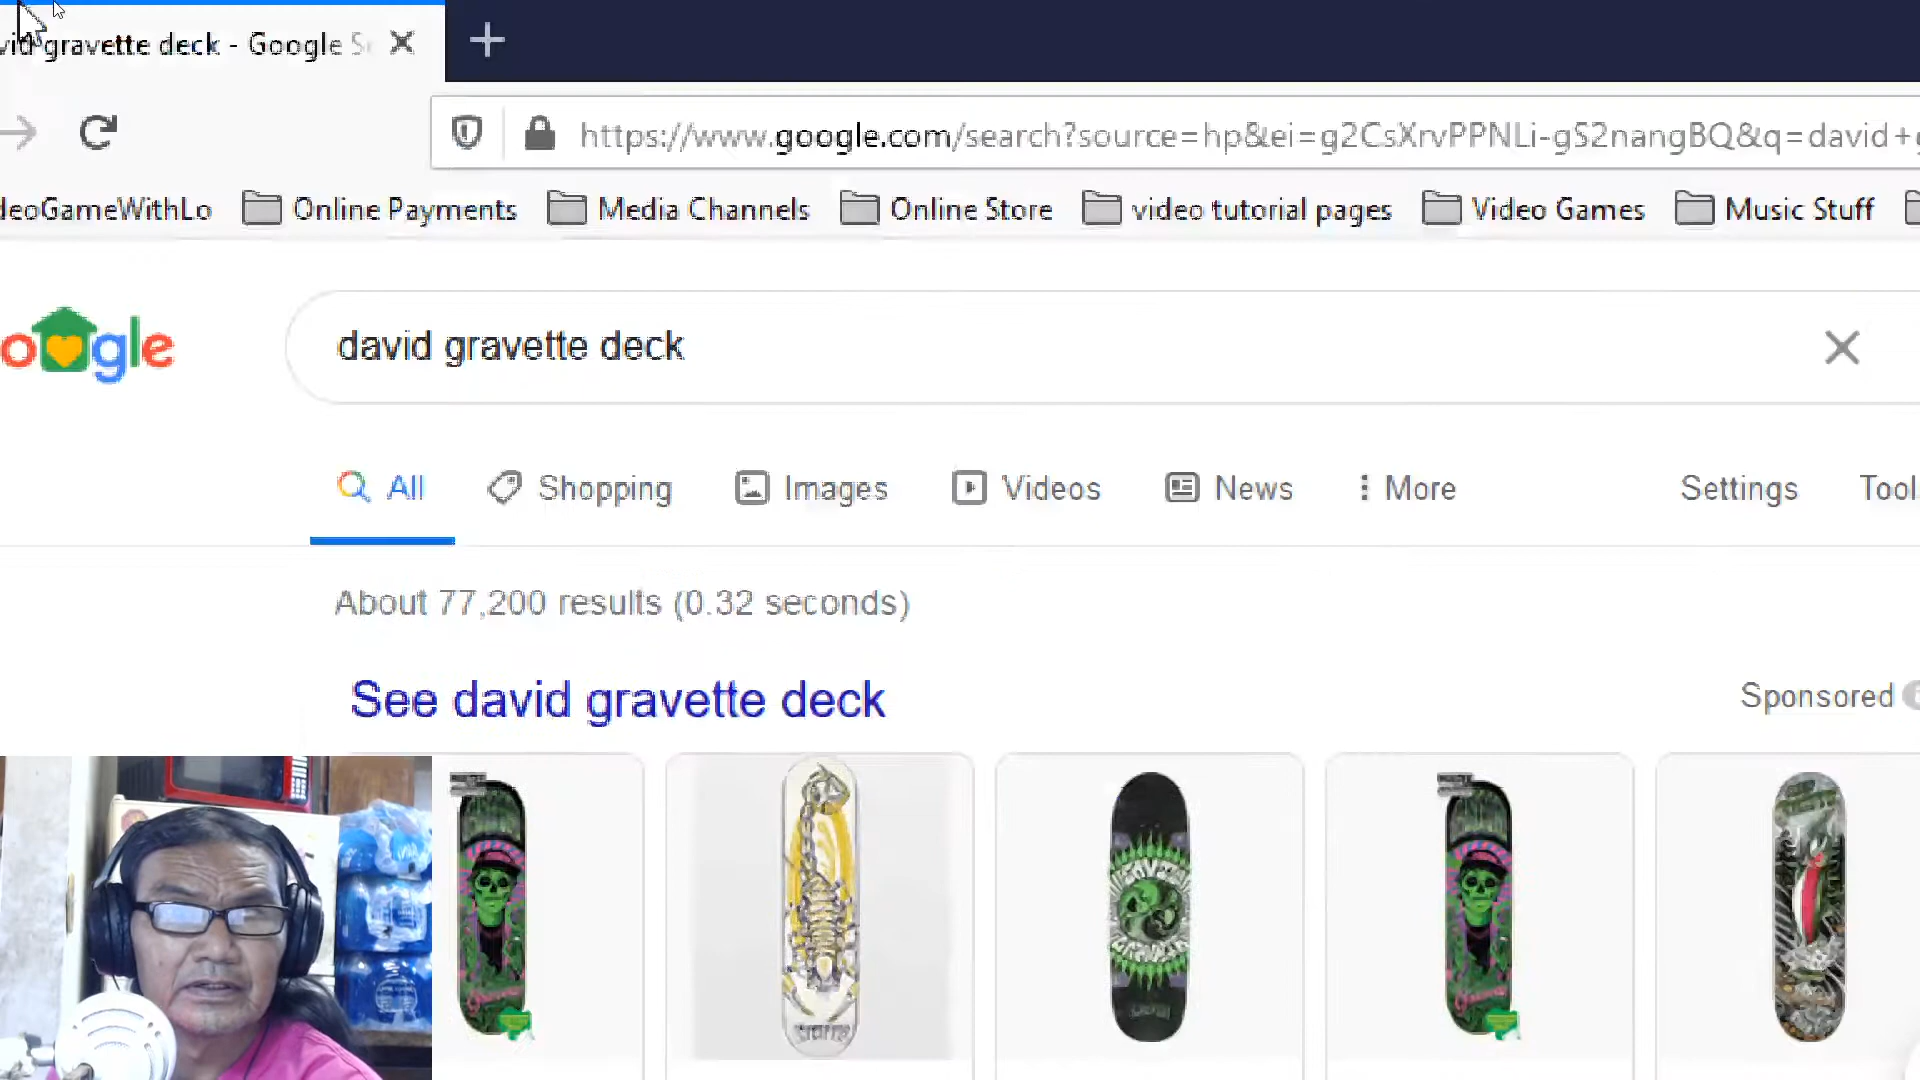 vid gravette deck - Google S
https://www.google.com/search?source=hp&ei=g2CsXrvPPNLi-gS2nangBQ&q=david+g
deoGameWithLo Online Payments Media Channels Online Store video tutorial pages Video Games Music Stuff
oogle david gravette deck
All Shopping Images Videos News More Settings Tools
About 77,200 results (0.32 seconds)
See david gravette deck
Sponsored